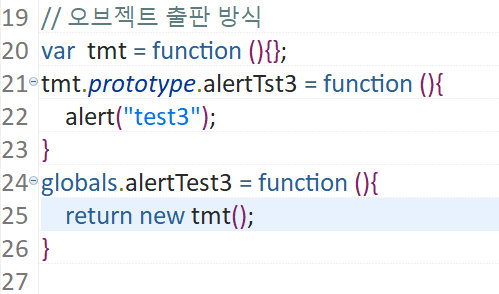 19 // 오브젝트 출판 방식
20 var  tmt = function (){};
21 tmt.prototype.alertTst3 = function (){
22     alert("test3");
23 }
24 globals.alertTest3 = function (){
25     return new tmt();
26 }
27